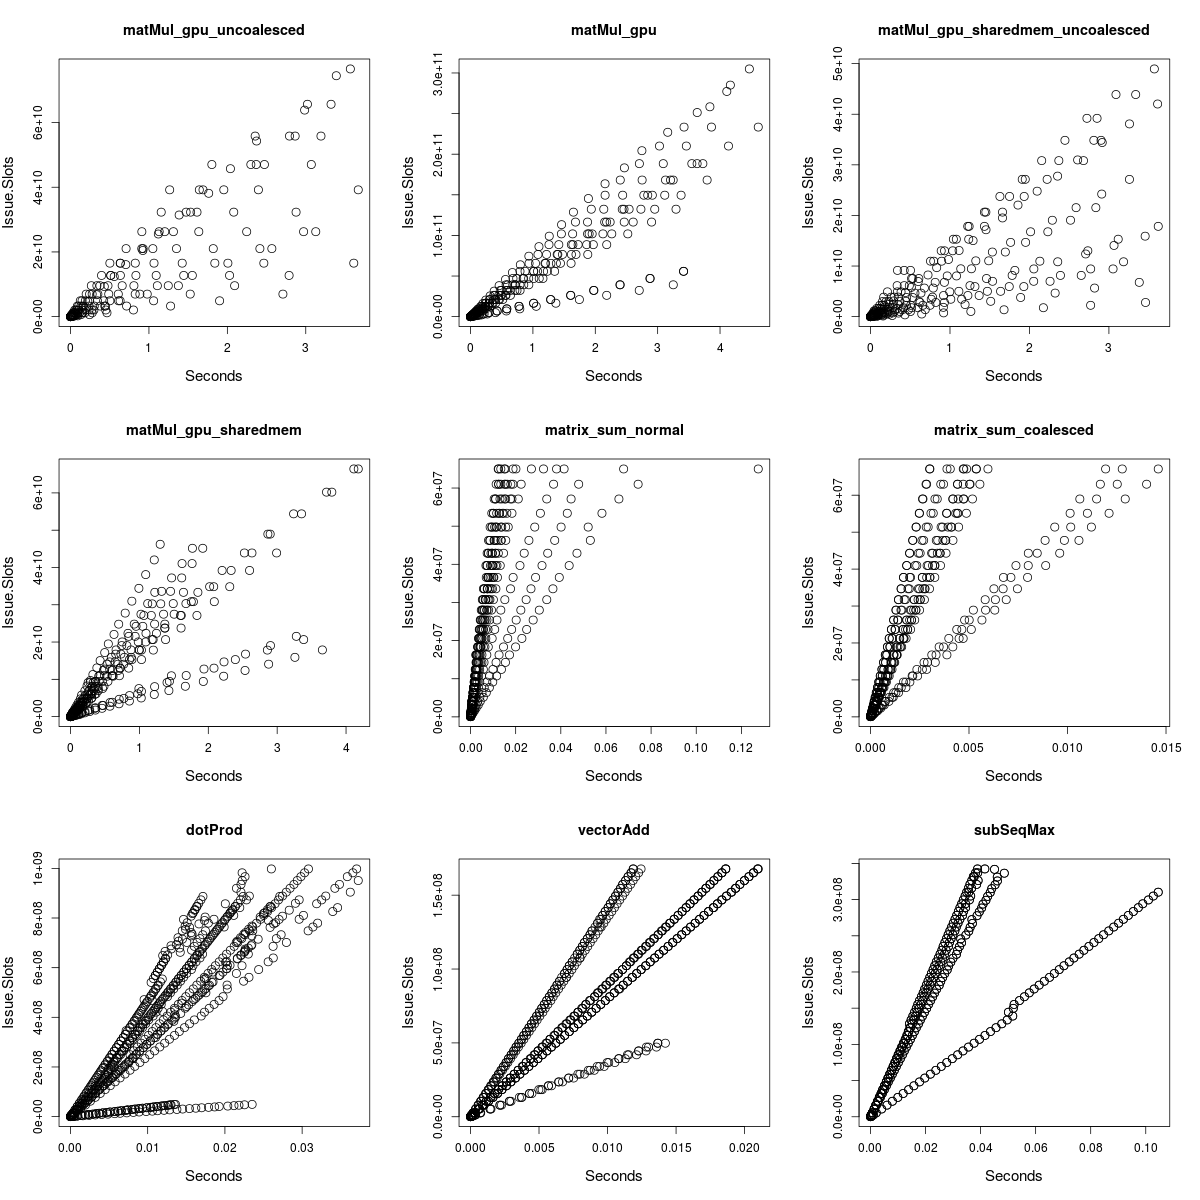 matMul_gpu_uncoalesced
Issue.Slots
0e+00 2e+10 4e+10 6e+10
0 1 2 3
Seconds
matMul_gpu
Issue.Slots
0.0e+00 1.0e+11 2.0e+11 3.0e+11
0 1 2 3 4
Seconds
matMul_gpu_sharedmem_uncoalesced
Issue.Slots
0e+00 1e+10 2e+10 3e+10 4e+10 5e+10
0 1 2 3
Seconds
matMul_gpu_sharedmem
Issue.Slots
0e+00 2e+10 4e+10 6e+10
0 1 2 3 4
Seconds
matrix_sum_normal
Issue.Slots
0e+00 2e+07 4e+07 6e+07
0.00 0.02 0.04 0.06 0.08 0.10 0.12
Seconds
matrix_sum_coalesced
Issue.Slots
0e+00 2e+07 4e+07 6e+07
0.000 0.005 0.010 0.015
Seconds
dotProd
Issue.Slots
0e+00 2e+08 4e+08 6e+08 8e+08 1e+09
0.00 0.01 0.02 0.03
Seconds
vectorAdd
Issue.Slots
0.0e+00 5.0e+07 1.0e+08 1.5e+08
0.000 0.005 0.010 0.015 0.020
Seconds
subSeqMax
Issue.Slots
0.0e+00 1.0e+08 2.0e+08 3.0e+08
0.00 0.02 0.04 0.06 0.08 0.10
Seconds